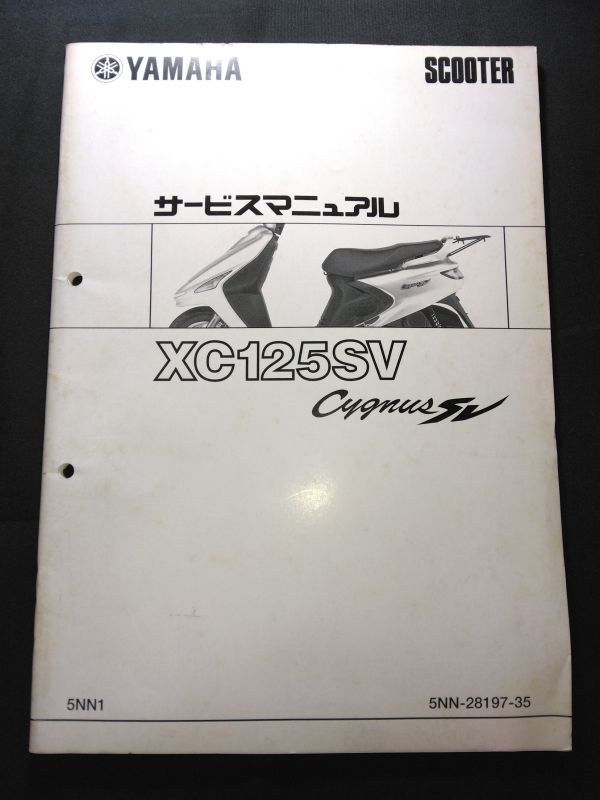 YAMAHA SCOOTER
サービスマニュアル
XC125SV
Cygnus SV
5NN1 5NN-28197-35